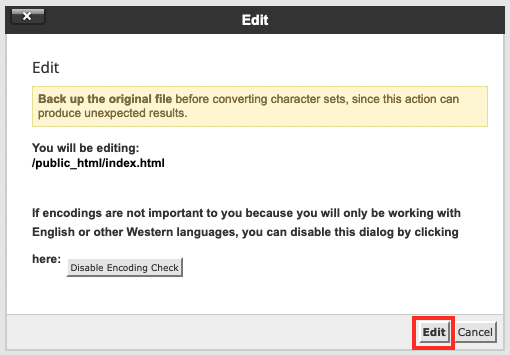 Edit
Edit
Back up the original file before converting character sets, since this action can
produce unexpected results.
You will be editing:
/public_html/index.html
If encodings are not important to you because you will only be working with
English or other Western languages, you can disable this dialog by clicking
here: Disable Encoding Check
Edit Cancel